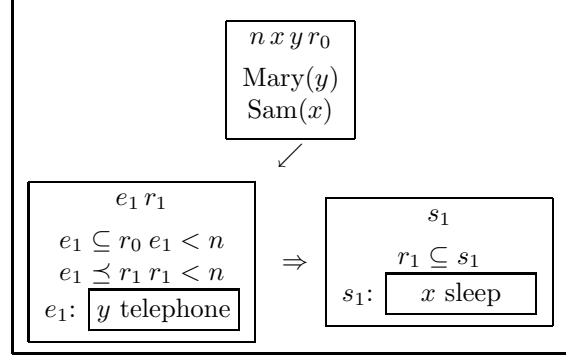 n x y r₀
Mary(y)
Sam(x)
↙
e₁ r₁
e₁ ⊆ r₀ e₁ < n
e₁ ⪯ r₁ r₁ < n
e₁: y telephone
⇒
s₁
r₁ ⊆ s₁
s₁: x sleep